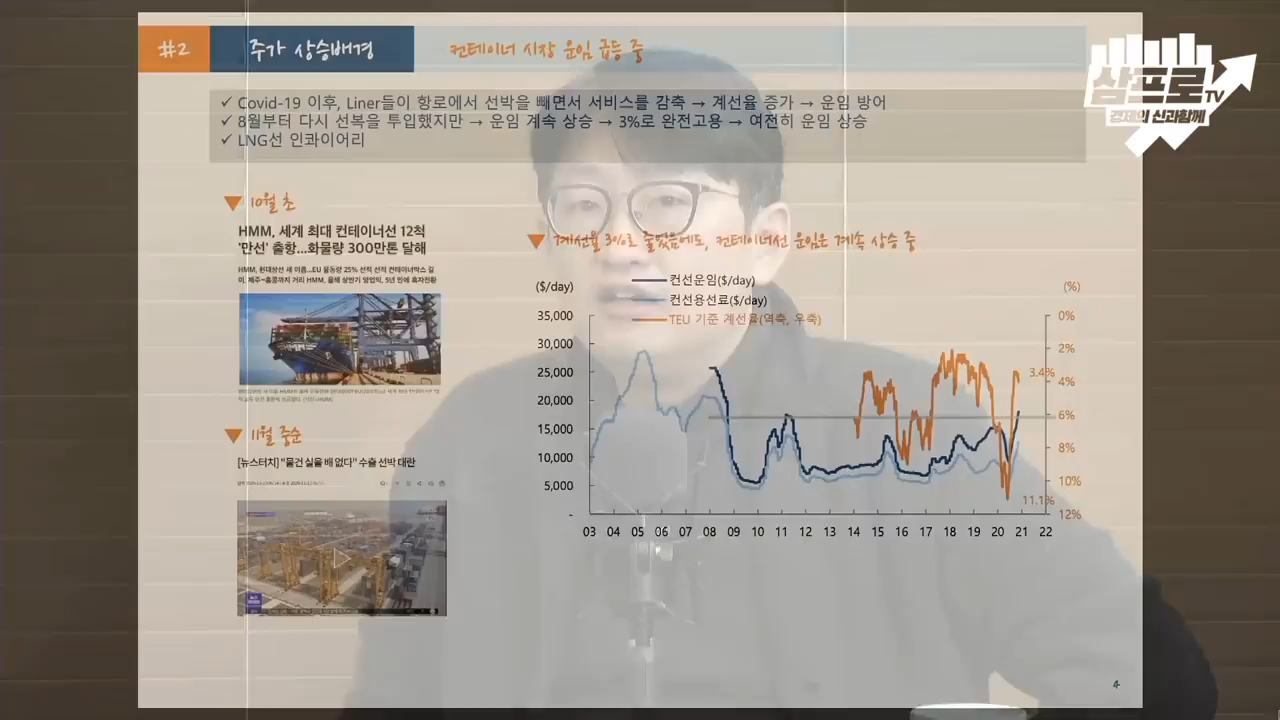 #2
주가 상승배경
컨테이너 시장 운임 급등 중
삼프로TV
경제의 신과함께
✓ Covid-19 이후, Liner들이 항로에서 선박을 빼면서 서비스를 감축 → 계선율 증가 → 운임 방어
✓ 8월부터 다시 선복을 투입했지만 → 운임 계속 상승 → 3%로 완전고용 → 여전히 운임 상승
✓ LNG선 인콰이어리
▼ 10월 초
HMM, 세계 최대 컨테이너선 12척
'만선' 출항...화물량 300만톤 달해
▼ 11월 중순
[뉴스터치] "물건 실을 배 없다" 수출 선박 대란
▼ 계선율 3%로 줄었음에도, 컨테이너선 운임은 계속 상승 중
($/day)
컨선운임($/day)
컨선용선료($/day)
TEU 기준 계선율(역축, 우축)
(%)
35,000
30,000
25,000
20,000
15,000
10,000
5,000
-
0%
2%
4%
6%
8%
10%
12%
3.4%
11.1%
03 04 05 06 07 08 09 10 11 12 13 14 15 16 17 18 19 20 21 22
4